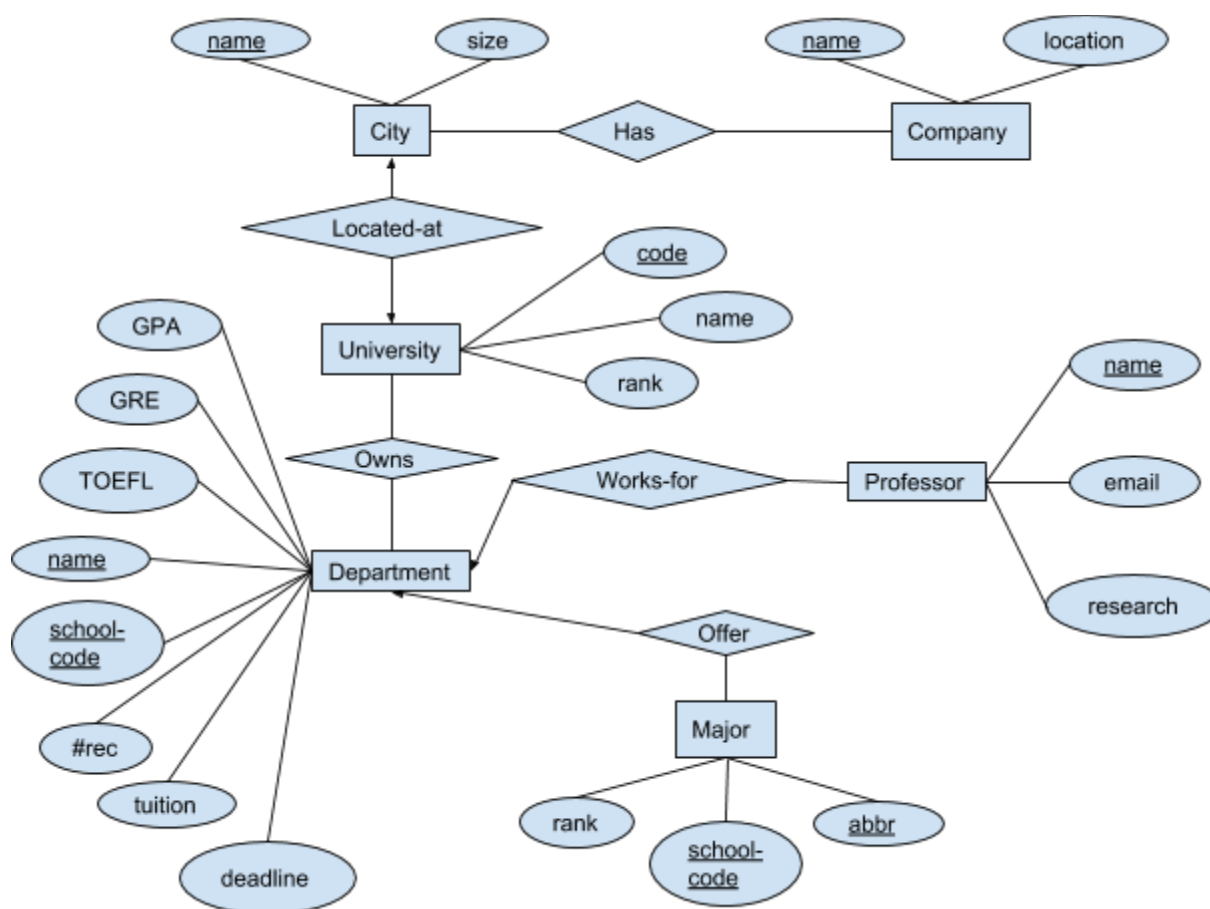 name
size
name
location
City
Has
Company
Located-at
code
name
rank
University
GPA
GRE
TOEFL
name
school-
code
#rec
tuition
deadline
Owns
Works-for
Professor
name
email
research
Department
Offer
Major
rank
school-
code
abbr